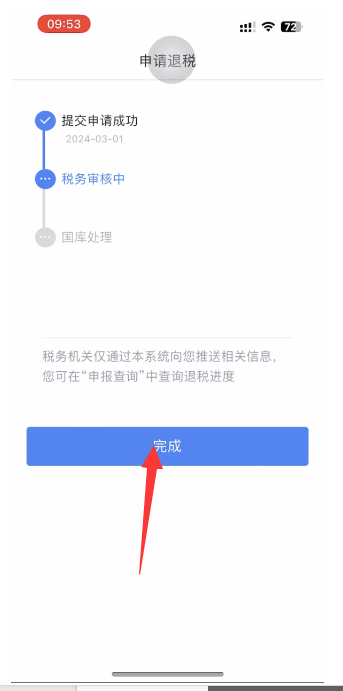 09:53
72
申请退税
提交申请成功
2024-03-01
税务审核中
国库处理
税务机关仅通过本系统向您推送相关信息,
您可在“申报查询”中查询退税进度
完成